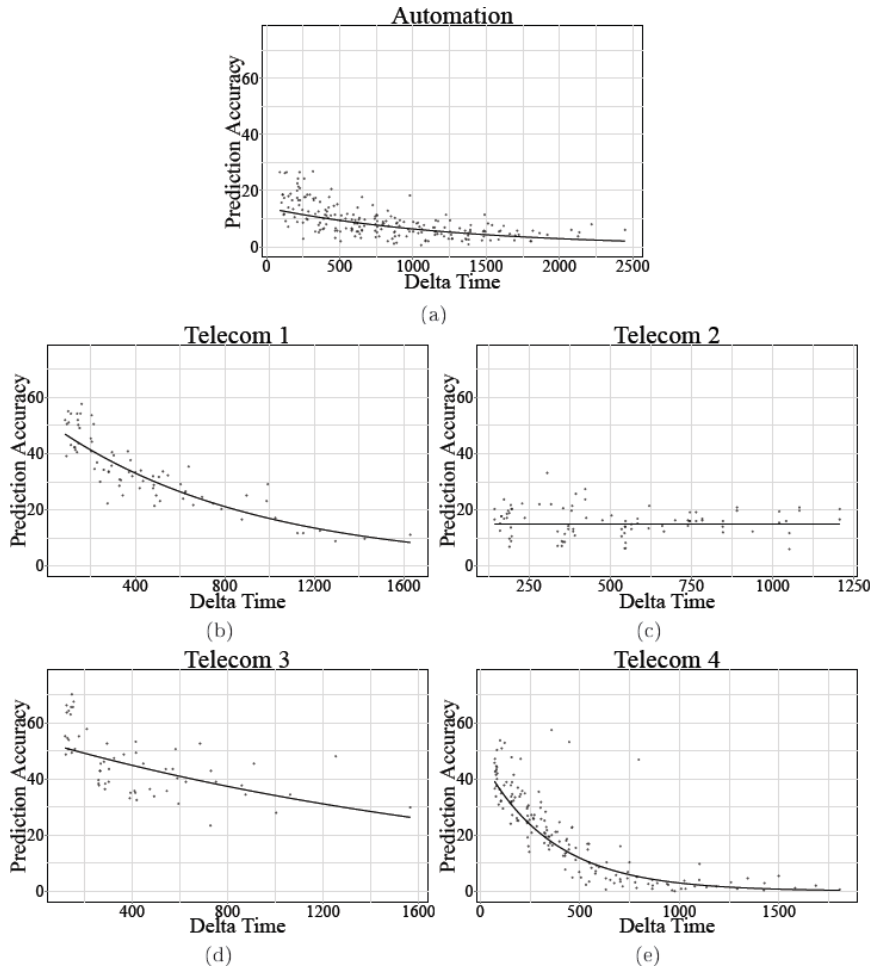 Automation
Prediction Accuracy
60
40
20
0
0 500 1000 1500 2000 2500
Delta Time
(a)
Telecom 1
Prediction Accuracy
60
40
20
0
400 800 1200 1600
Delta Time
(b)
Telecom 2
Prediction Accuracy
60
40
20
0
250 500 750 1000 1250
Delta Time
(c)
Telecom 3
Prediction Accuracy
60
40
20
0
400 800 1200 1600
Delta Time
(d)
Telecom 4
Prediction Accuracy
60
40
20
0
0 500 1000 1500
Delta Time
(e)